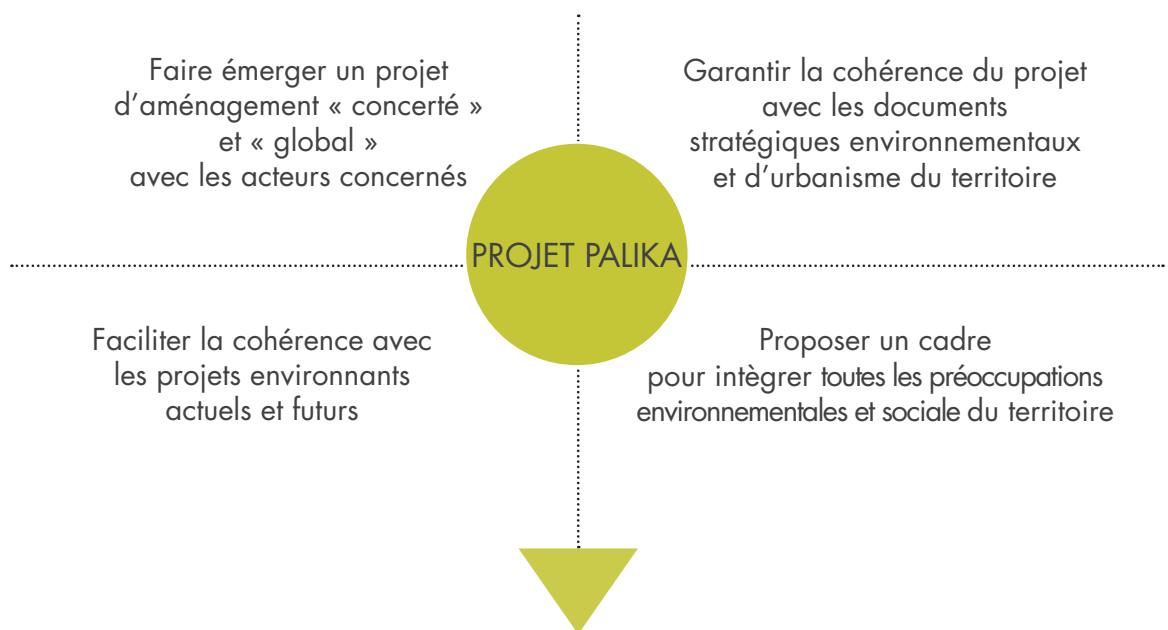 Faire émerger un projet
d'aménagement « concerté »
et « global »
avec les acteurs concernés
Garantir la cohérence du projet
avec les documents
stratégiques environnementaux
et d'urbanisme du territoire
PROJET PALIKA
Faciliter la cohérence avec
les projets environnants
actuels et futurs
Proposer un cadre
pour intègrer toutes les préoccupations
environnementales et sociale du territoire